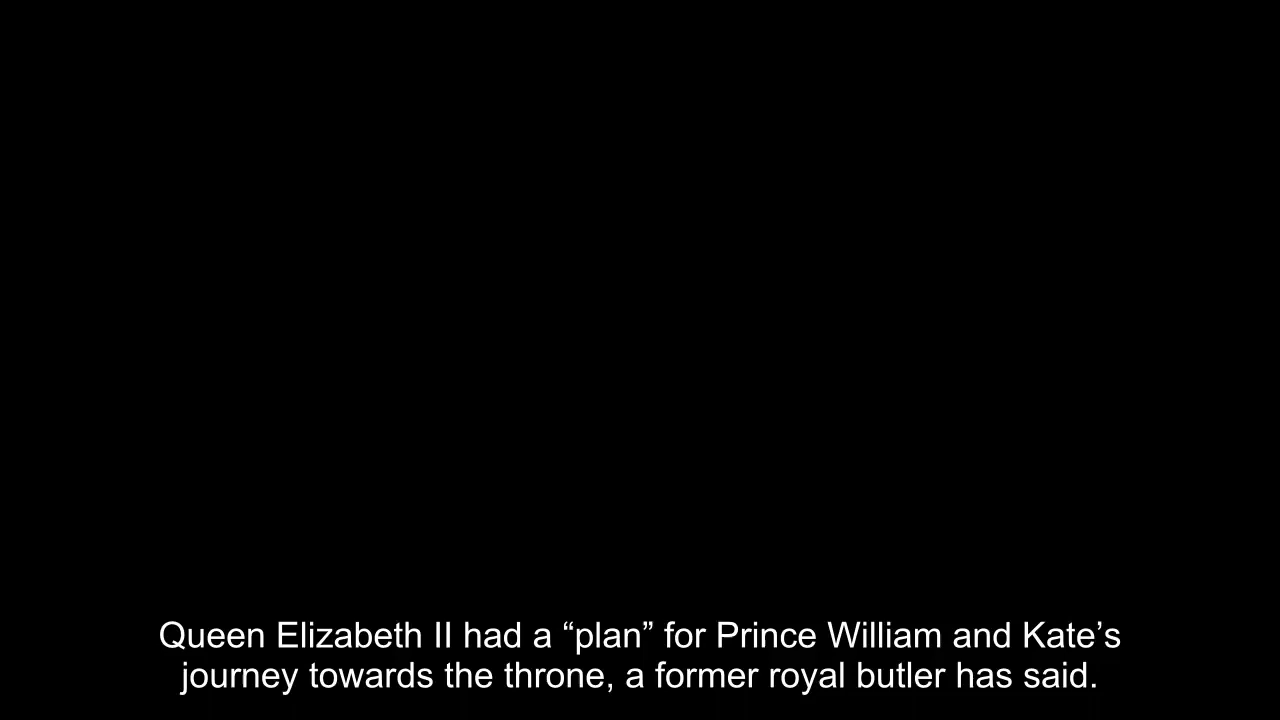 Queen Elizabeth II had a “plan” for Prince William and Kate’s
journey towards the throne, a former royal butler has said.